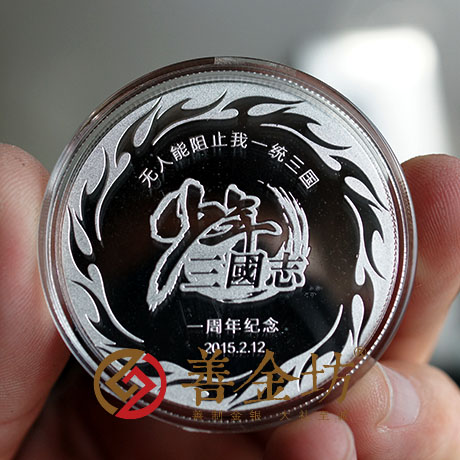 无人能阻止我一统三国
少年
三國志
一周年纪念
2015.2.12
善金坊®